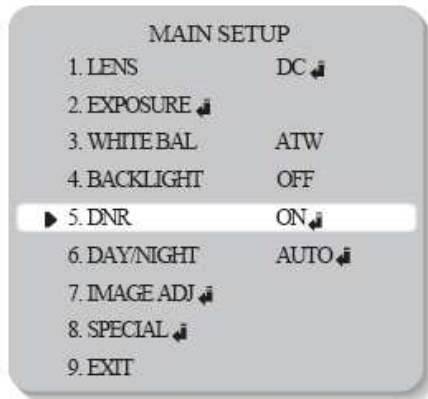 MAIN SETUP
1. LENS DC ↲
2. EXPOSURE ↲
3. WHITE BAL ATW
4. BACKLIGHT OFF
▶ 5. DNR ON ↲
6. DAY/NIGHT AUTO ↲
7. IMAGE ADJ ↲
8. SPECIAL ↲
9. EXIT